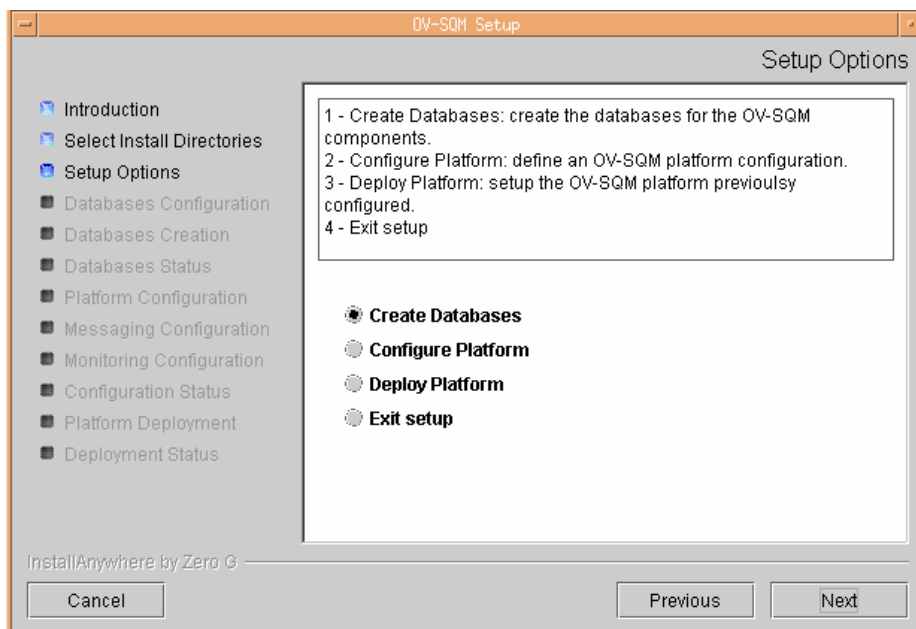 OV-SQM Setup
Setup Options
Introduction
Select Install Directories
Setup Options
Databases Configuration
Databases Creation
Databases Status
Platform Configuration
Messaging Configuration
Monitoring Configuration
Configuration Status
Platform Deployment
Deployment Status
1 - Create Databases: create the databases for the OV-SQM
components.
2 - Configure Platform: define an OV-SQM platform configuration.
3 - Deploy Platform: setup the OV-SQM platform previoulsy
configured.
4 - Exit setup
Create Databases
Configure Platform
Deploy Platform
Exit setup
InstallAnywhere by Zero G
Cancel
Previous
Next